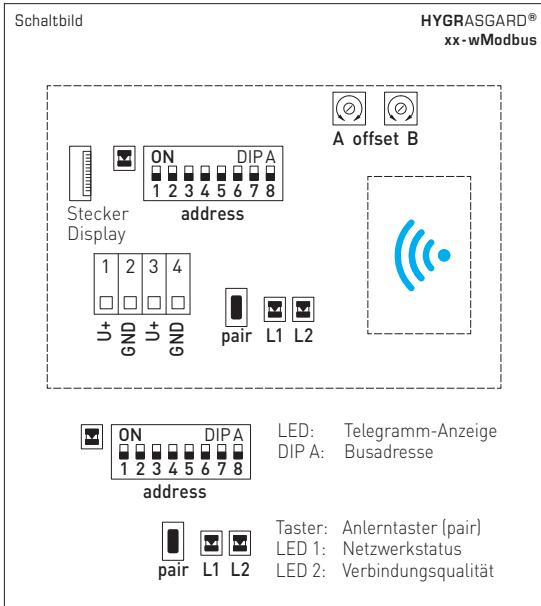 Schaltbild
HYGRASGARD®
xx-wModbus
A offset B
ON DIP A
1 2 3 4 5 6 7 8
address
Stecker
Display
1 2 3 4
U+ GND U+ GND
pair L1 L2
ON DIP A
1 2 3 4 5 6 7 8
address
LED: Telegramm-Anzeige
DIP A: Busadresse
pair L1 L2
Taster: Anlerntaster (pair)
LED 1: Netzwerkstatus
LED 2: Verbindungsqualität